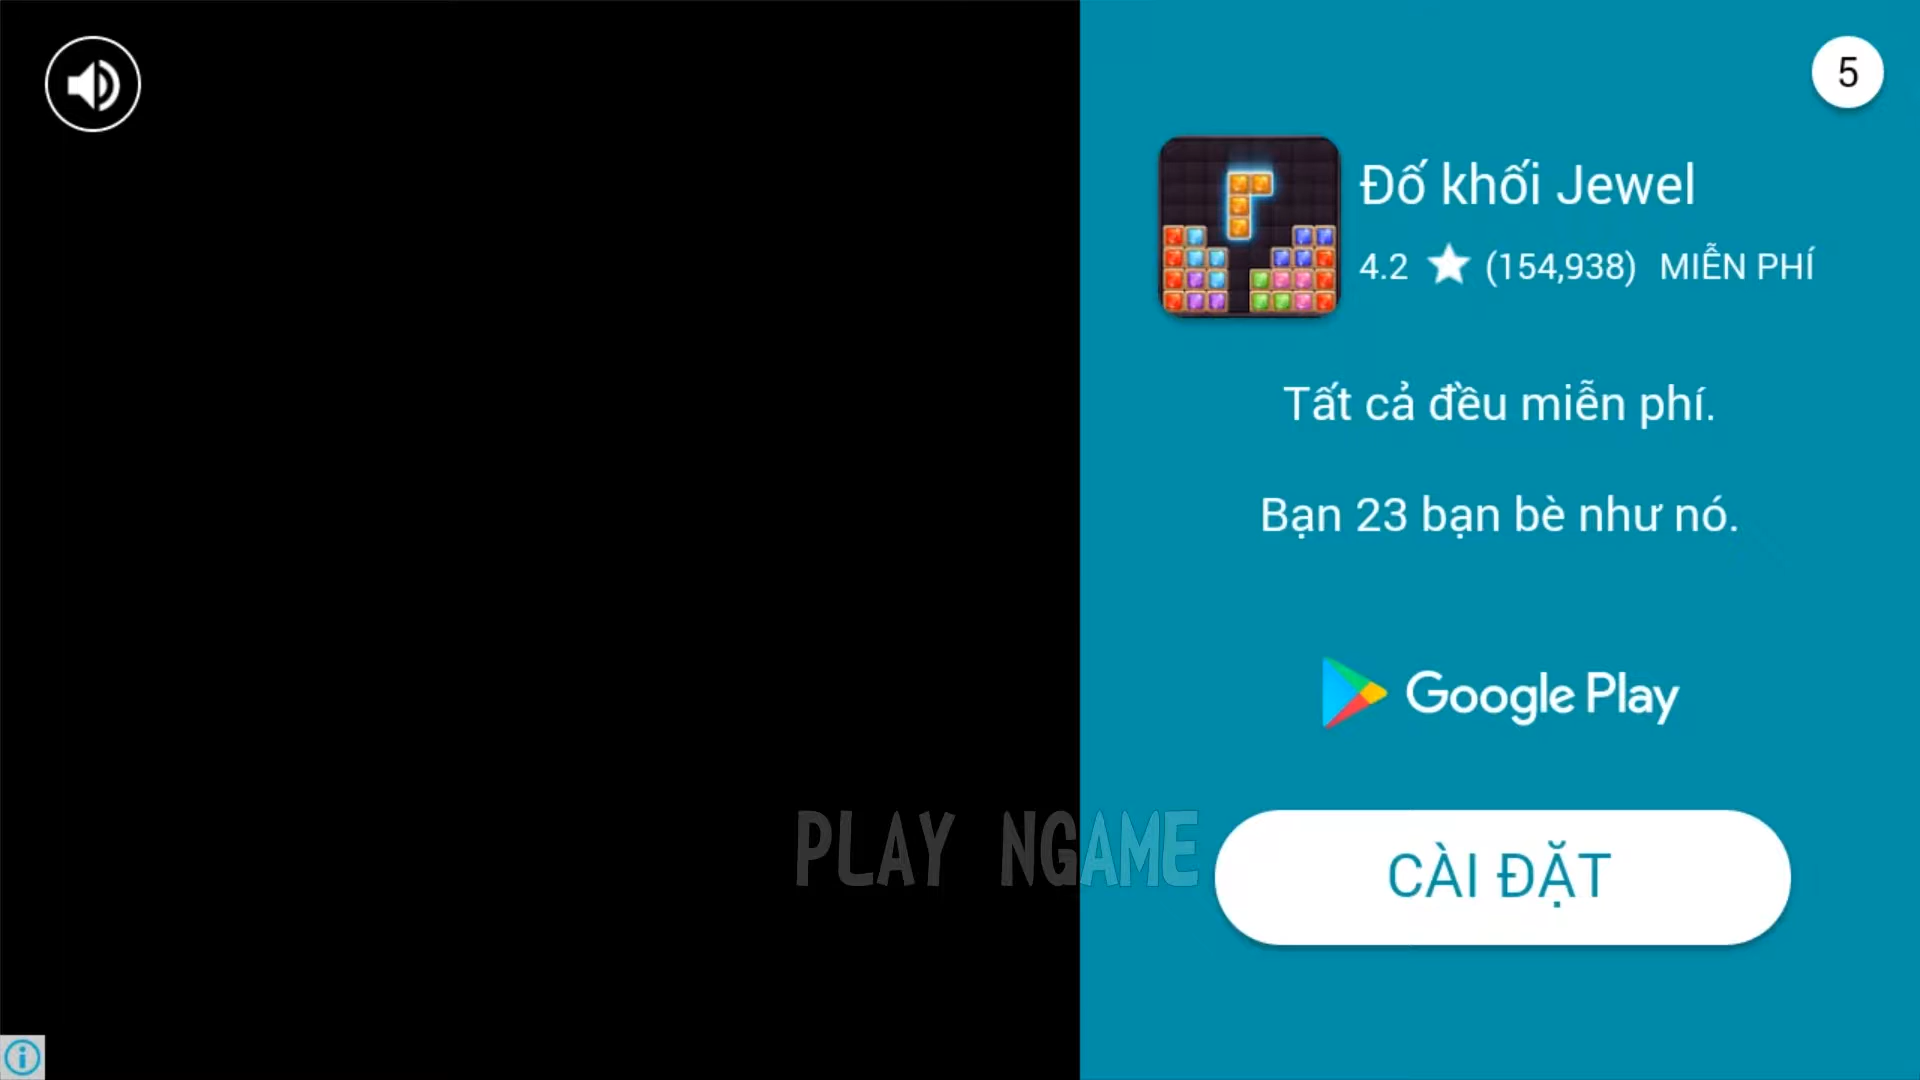 5
Đố khối Jewel
4.2 ★ (154,938) MIỄN PHÍ
Tất cả đều miễn phí.
Bạn 23 bạn bè như nó.
Google Play
PLAY NGAME
CÀI ĐẶT